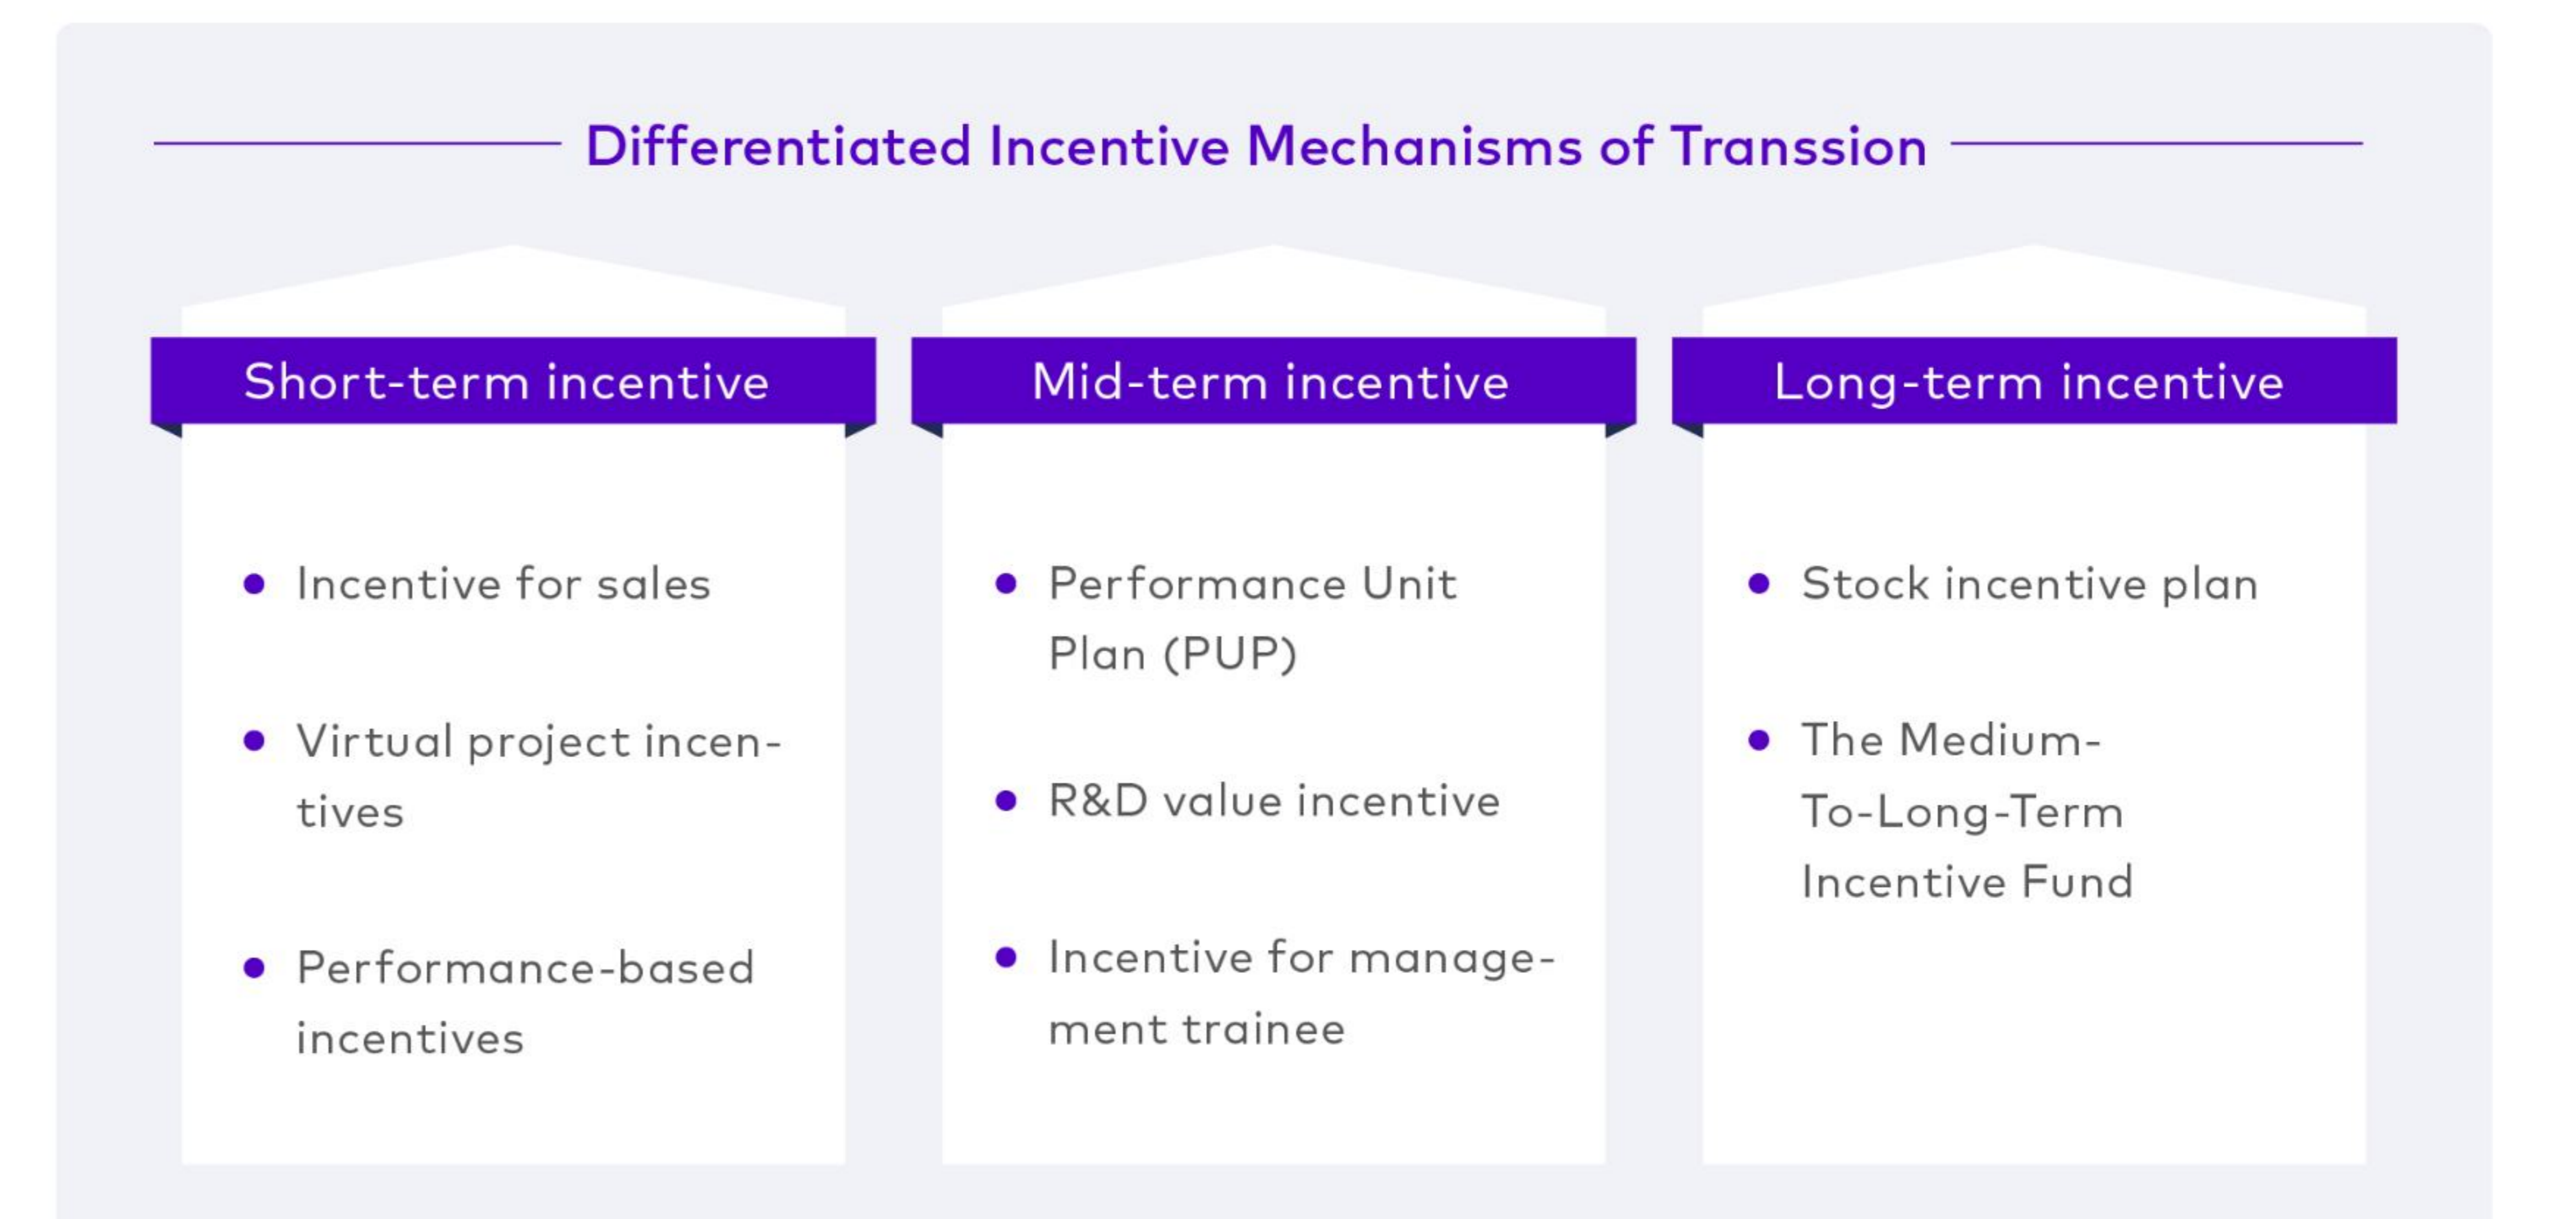 Differentiated Incentive Mechanisms of Transsion
Short-term incentive
Incentive for sales
Virtual project incen-
tives
Performance-based
incentives
Mid-term incentive
Performance Unit
Plan (PUP)
R&D value incentive
Incentive for manage-
ment trainee
Long-term incentive
Stock incentive plan
The Medium-
To-Long-Term
Incentive Fund